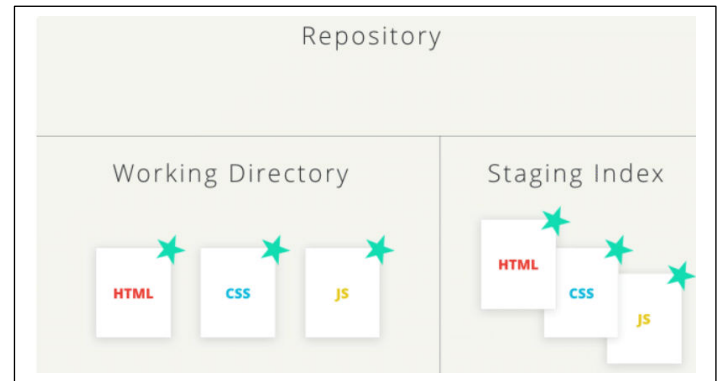 Repository
Working Directory
Staging Index
HTML
CSS
JS
HTML
CSS
JS